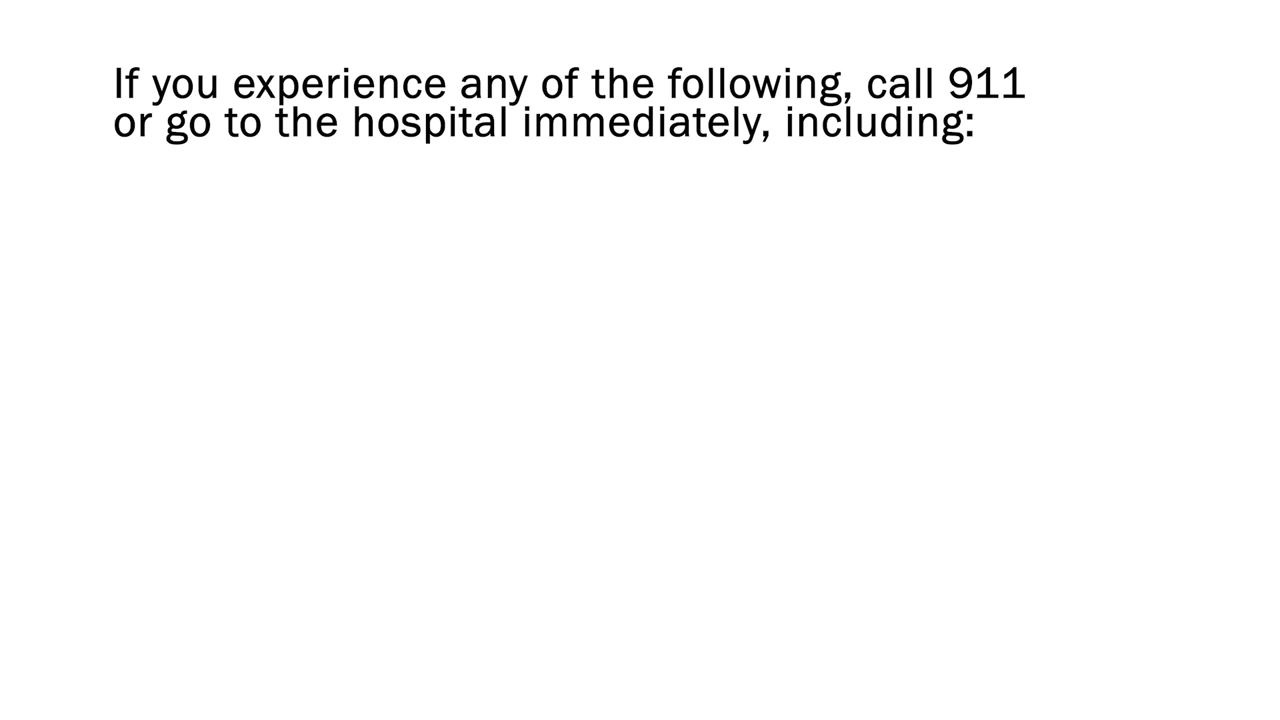 If you experience any of the following, call 911
or go to the hospital immediately, including: